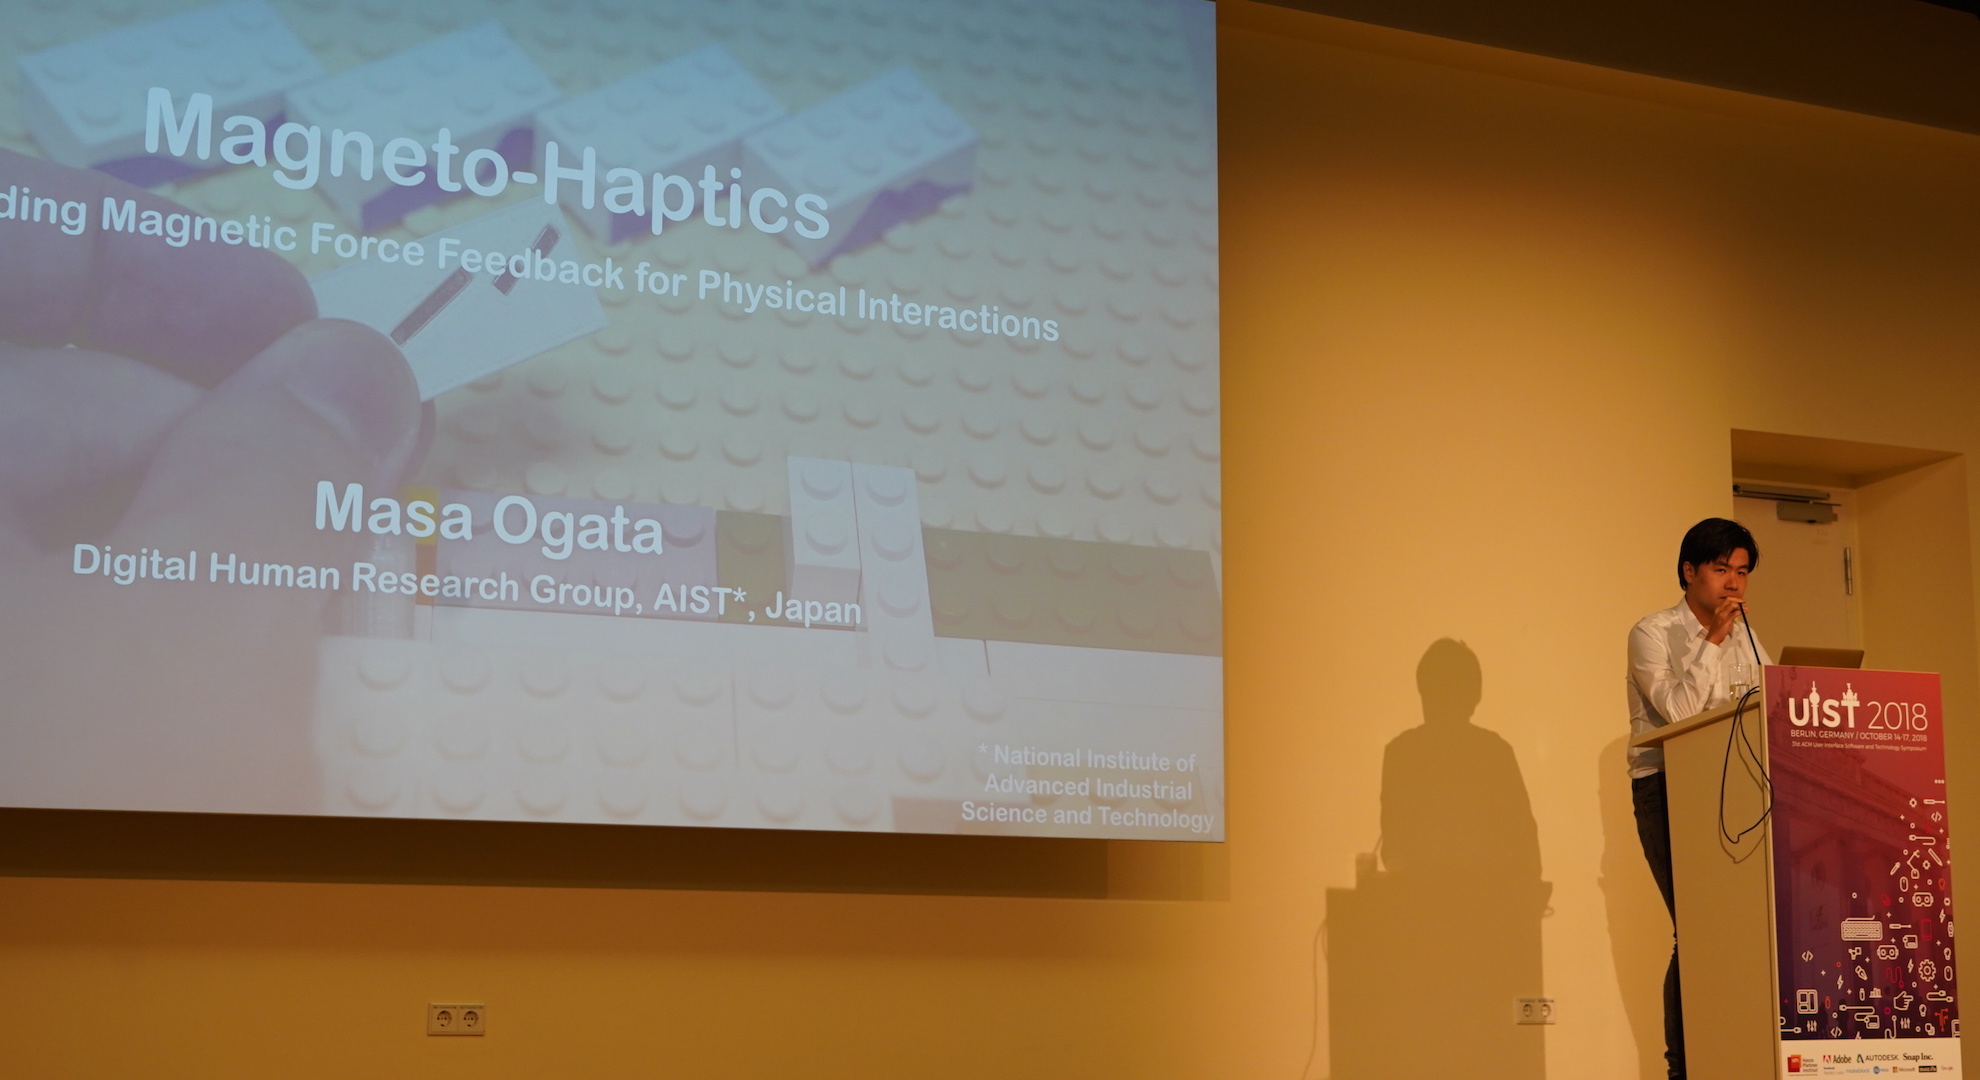 Magneto-Haptics
ding Magnetic Force Feedback for Physical Interactions
Masa Ogata
Digital Human Research Group, AIST*, Japan
* National Institute of
Advanced Industrial
Science and Technology
UIST 2018
BERLIN, GERMANY / OCTOBER 14-17, 2018
31st ACM User Interface Software and Technology Symposium
Adobe AUTODESK. Snap Inc.
Microsoft Google